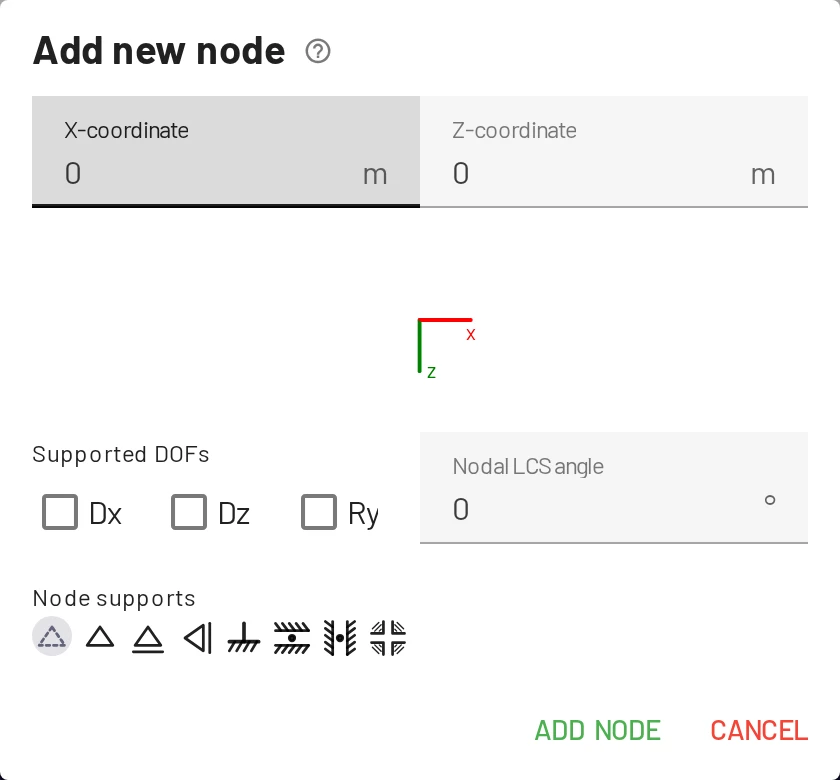 Add new node ?
X-coordinate
0 m
Z-coordinate
0 m
x
z
Supported DOFs
Dx Dz Ry
Nodal LCS angle
0 °
Node supports
ADD NODE CANCEL